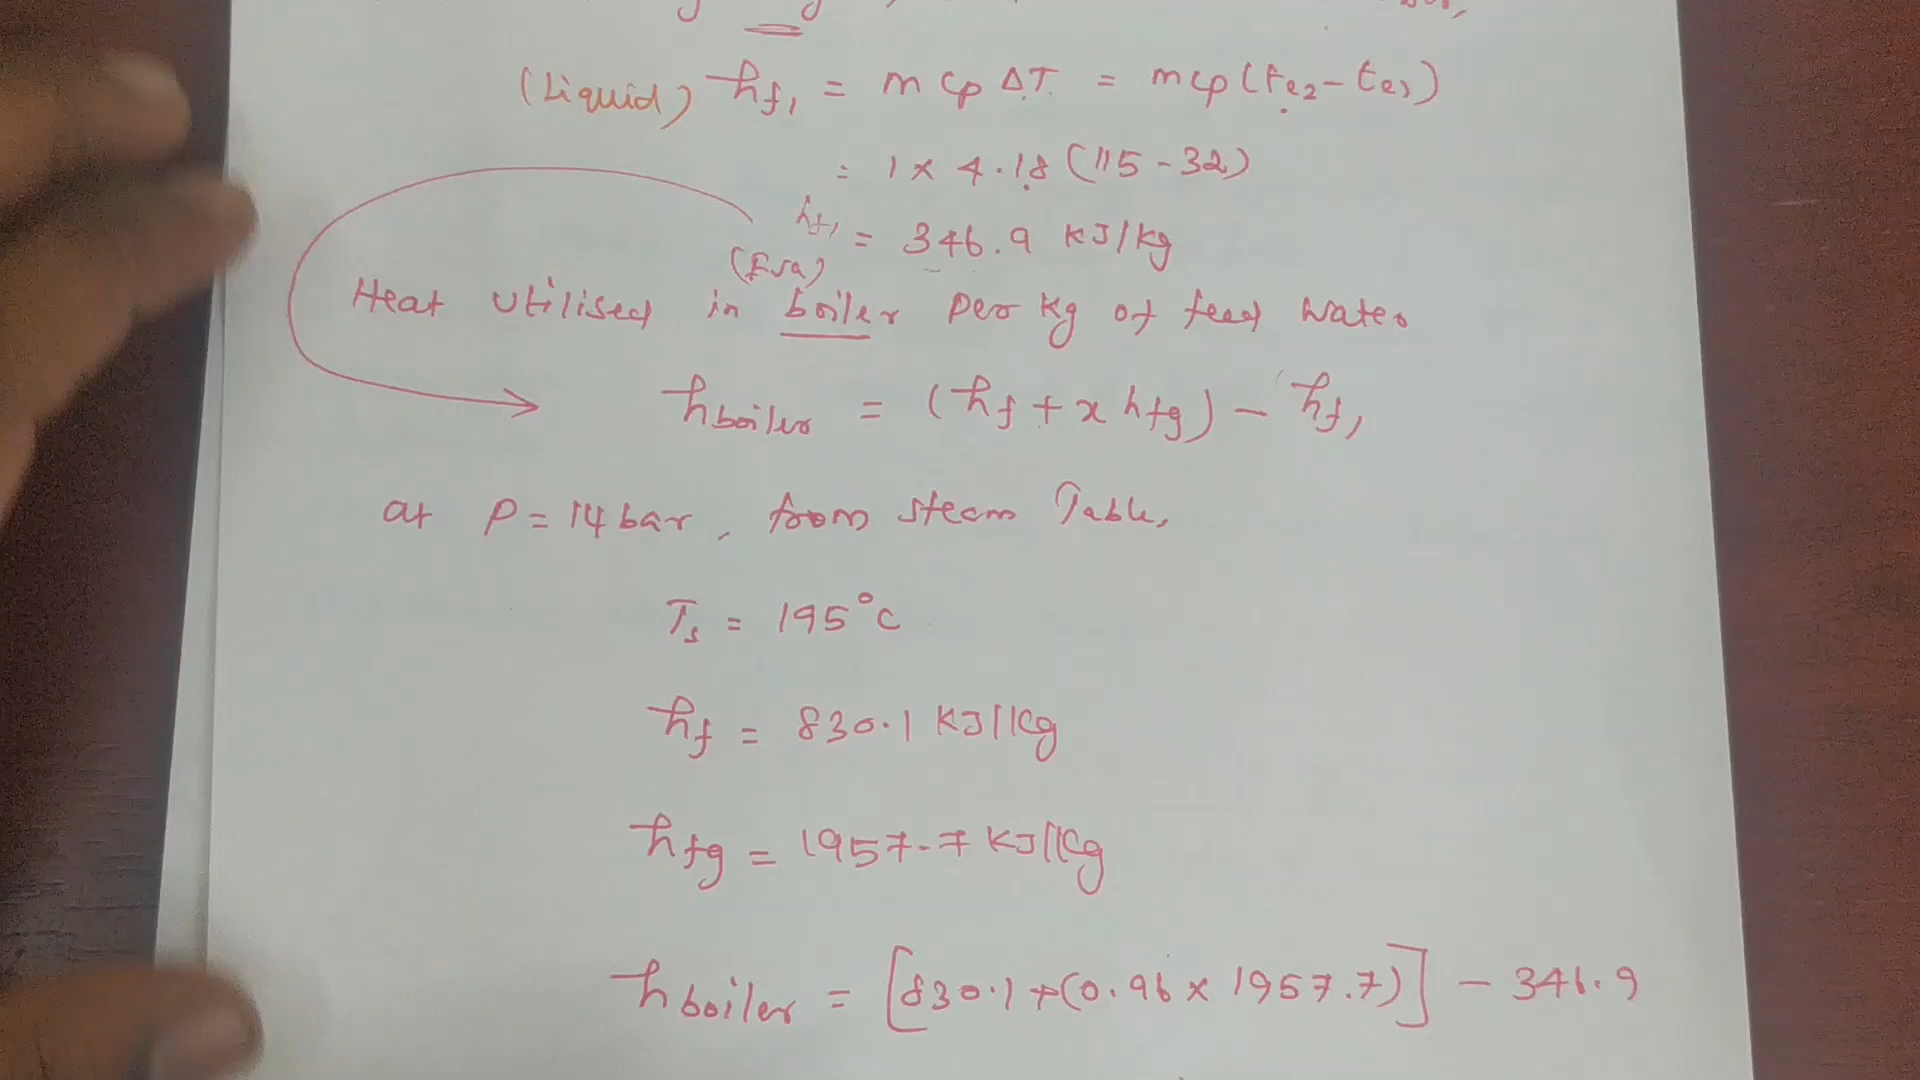 (Liquid) hf1 = m cp ΔT = mcp (te2 - te1)
= 1 × 4.18 (115 - 32)
hf1 = 346.9 KJ/kg
(Eva)
Heat utilised in boiler per kg of feed water
hboiler = (hf + x hfg) - hf1
at P = 14 bar, from steam Table,
Ts = 195°C
hf = 830.1 KJ/kg
hfg = 1957.7 KJ/kg
hboiler = [830.1 + (0.96 × 1957.7)] - 346.9